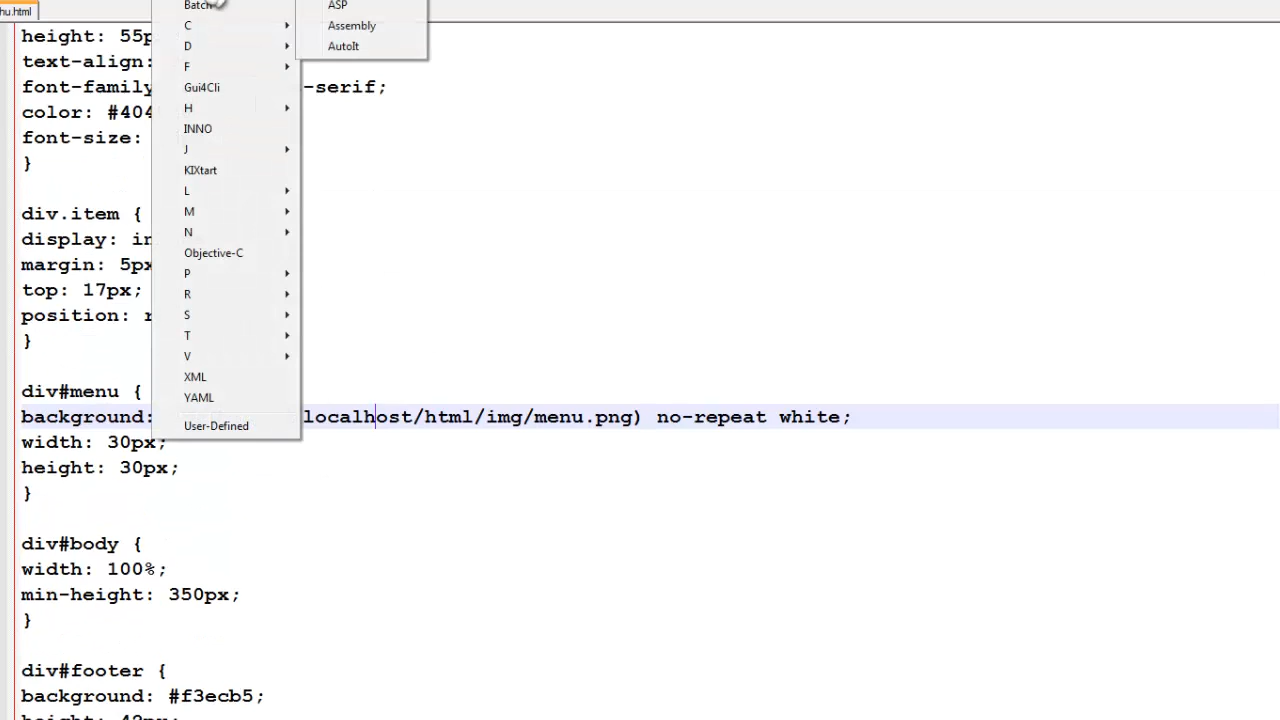 hu.html
Batch
ASP
C
Assembly
D
AutoIt
F
Gui4Cli
H
INNO
J
KIXtart
L
M
N
Objective-C
P
R
S
T
V
XML
YAML
User-Defined
height: 55p
text-align:
font-family -serif;
color: #404
font-size:
}
div.item {
display: in
margin: 5px
top: 17px;
position: r
}
div#menu {
background: localhost/html/img/menu.png) no-repeat white;
width: 30px;
height: 30px;
}
div#body {
width: 100%;
min-height: 350px;
}
div#footer {
background: #f3ecb5;
height: 42px;